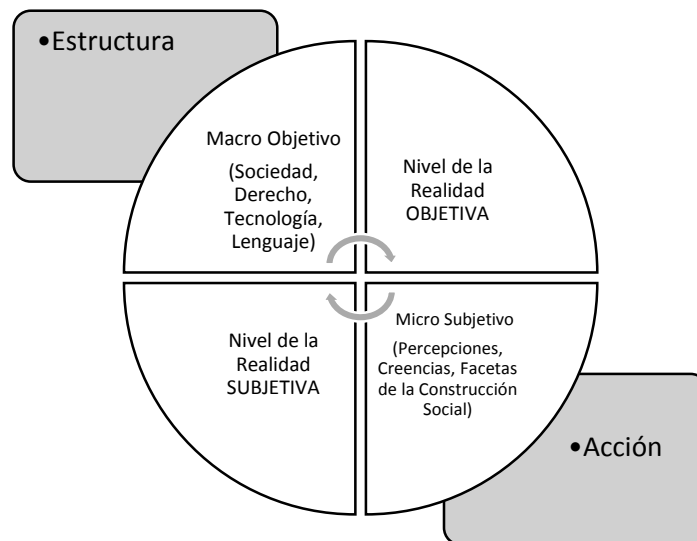 •Estructura
Macro Objetivo
(Sociedad,
Derecho,
Tecnología,
Lenguaje)
Nivel de la
Realidad
OBJETIVA
Nivel de la
Realidad
SUBJETIVA
Micro Subjetivo
(Percepciones,
Creencias, Facetas
de la Construcción
Social)
•Acción